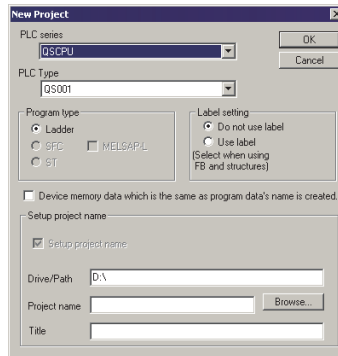 New Project
PLC series
QSCPU
OK
Cancel
PLC Type
QS001
Program type
Ladder
SFC
MELSAP-L
ST
Label setting
Do not use label
Use label
(Select when using
FB and structures)
Device memory data which is the same as program data's name is created.
Setup project name
Setup project name
Drive/Path
D:\
Project name
Browse...
Title